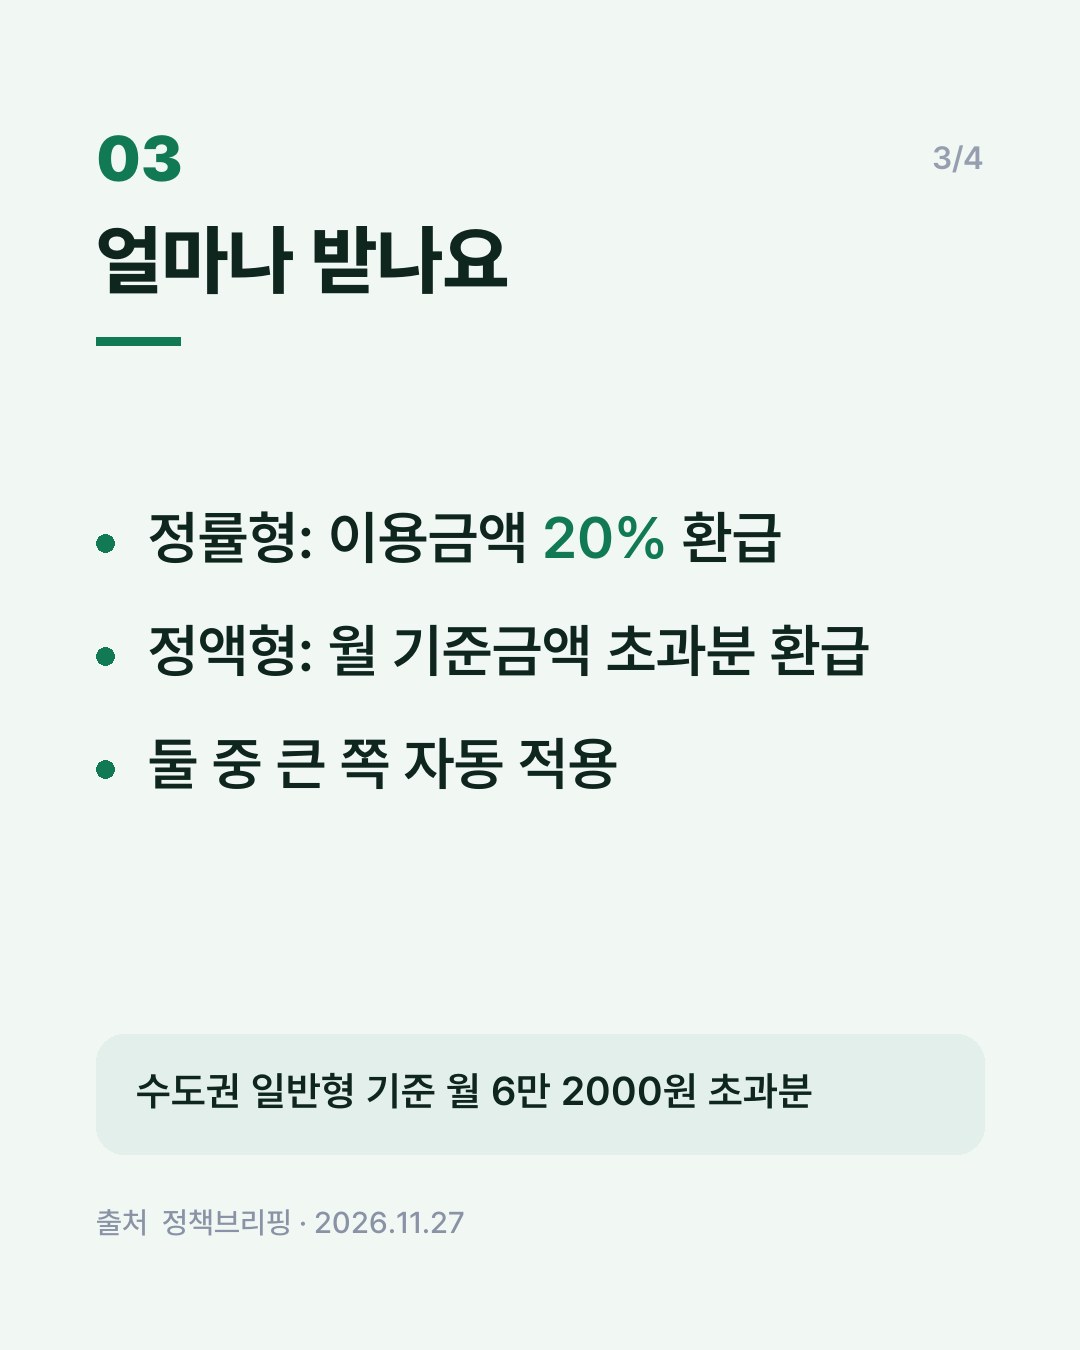 03
3/4
얼마나 받나요
정률형: 이용금액 20% 환급
정액형: 월 기준금액 초과분 환급
둘 중 큰 쪽 자동 적용
수도권 일반형 기준 월 6만 2000원 초과분
출처 정책브리핑 · 2026.11.27